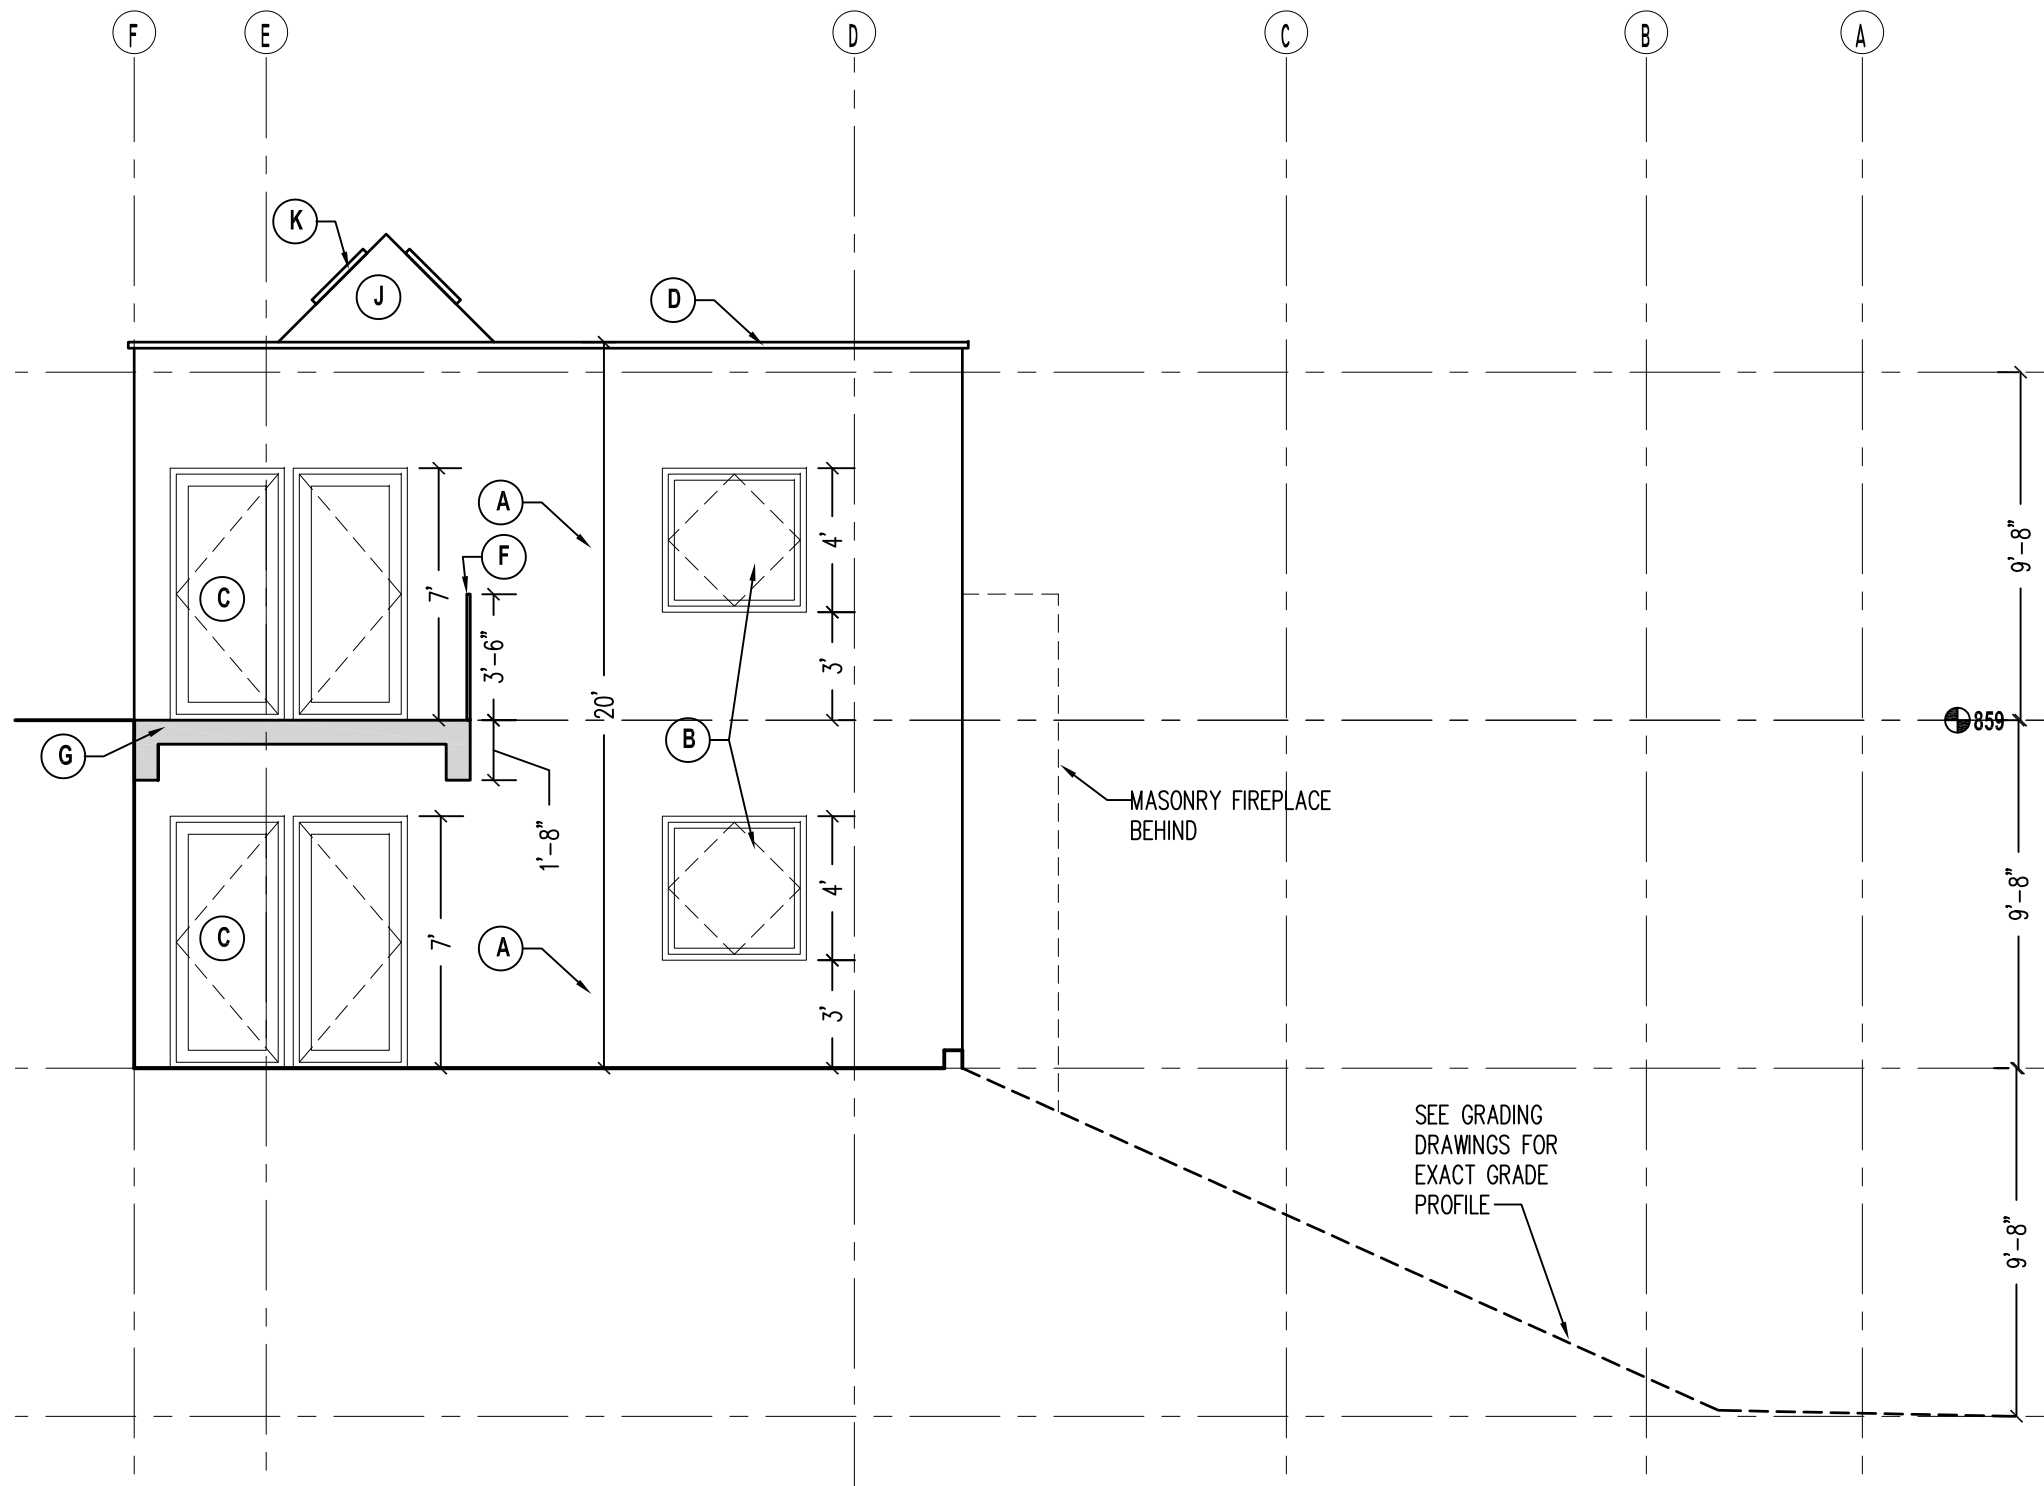 F E D C B A
K
J
D
A
F
C
7'
3'-6"
4'
3'
20'
9'-8"
859
G
B
1'-8"
MASONRY FIREPLACE
BEHIND
9'-8"
C
7'
A
4'
3'
SEE GRADING
DRAWINGS FOR
EXACT GRADE
PROFILE
9'-8"